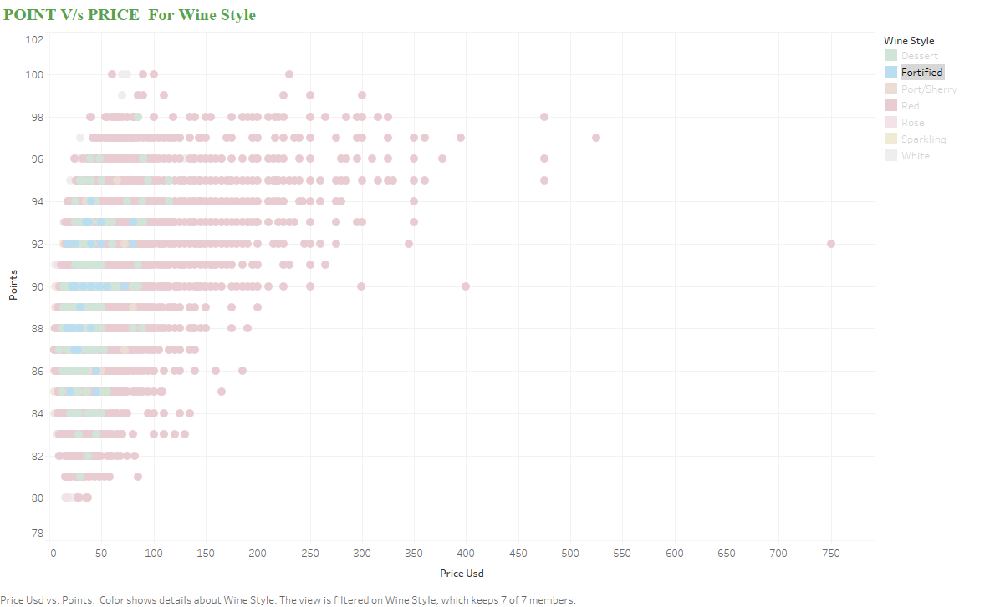 POINT V/s PRICE  For Wine Style
102
100
98
96
94
92
90
88
86
84
82
80
78
Points
0 50 100 150 200 250 300 350 400 450 500 550 600 650 700 750
Price Usd
Wine Style
Dessert
Fortified
Port/Sherry
Red
Rose
Sparkling
White
Price Usd vs. Points.  Color shows details about Wine Style. The view is filtered on Wine Style, which keeps 7 of 7 members.